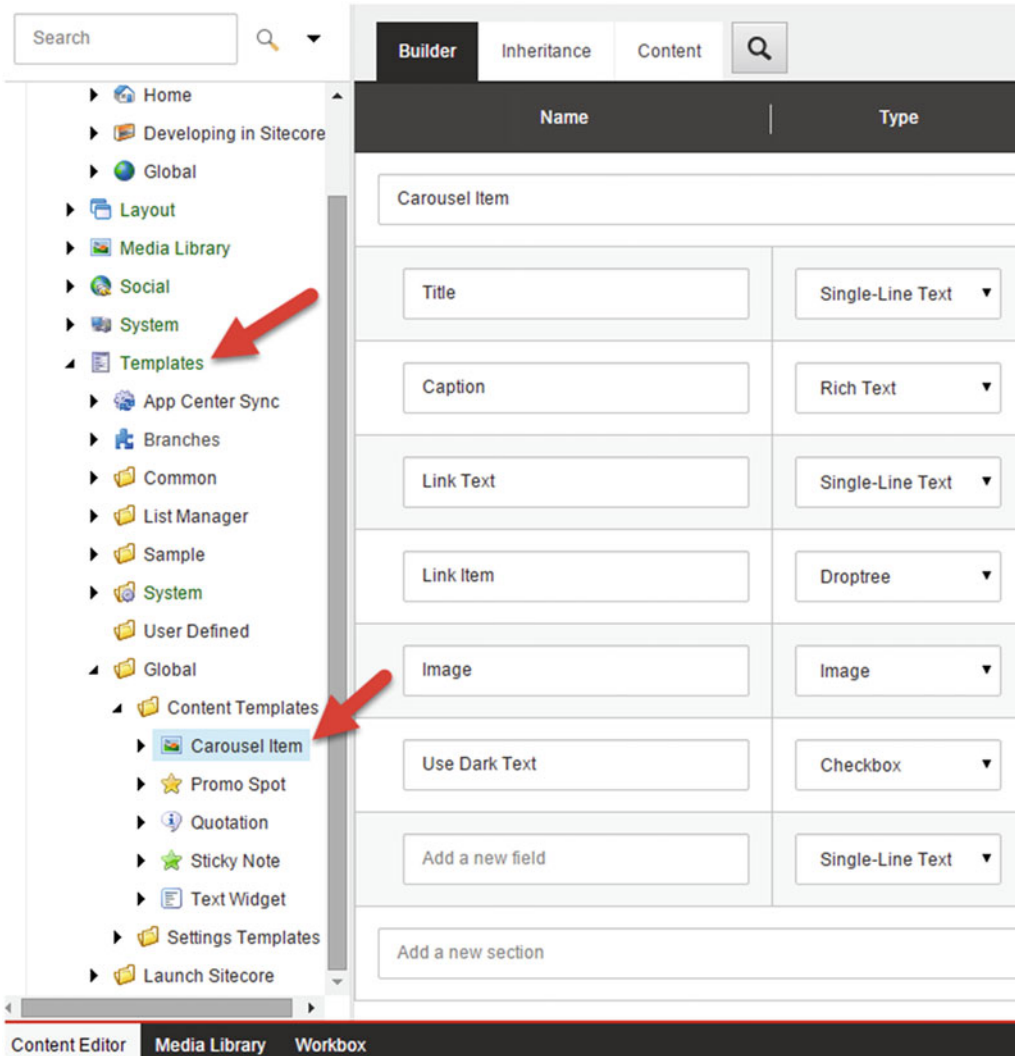 Search
Home
Developing in Sitecore
Global
Layout
Media Library
Social
System
Templates
App Center Sync
Branches
Common
List Manager
Sample
System
User Defined
Global
Content Templates
Carousel Item
Promo Spot
Quotation
Sticky Note
Text Widget
Settings Templates
Launch Sitecore
Builder Inheritance Content
Name Type
Carousel Item
Title Single-Line Text
Caption Rich Text
Link Text Single-Line Text
Link Item Droptree
Image Image
Use Dark Text Checkbox
Add a new field Single-Line Text
Add a new section
Content Editor Media Library Workbox